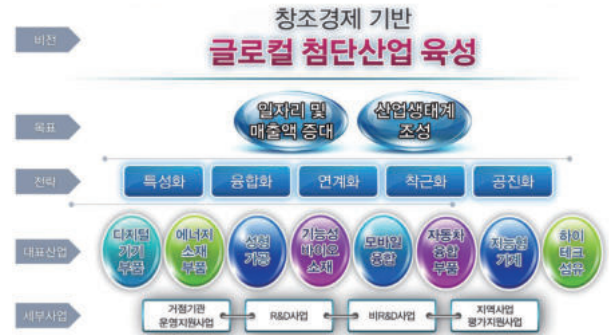 비전
창조경제 기반
글로컬 첨단산업 육성
목표
일자리 및
매출액 증대
산업생태계
조성
전략
특성화
융합화
연계화
착근화
공진화
대표산업
디지털
기기
부품
에너지
소재
부품
성형
가공
기능성
바이오
소재
모바일
융합
자동차
융합
부품
지능형
기계
하이
테크
섬유
세부사업
거점기관
운영지원사업
R&D사업
비R&D사업
지역사업
평가지원사업